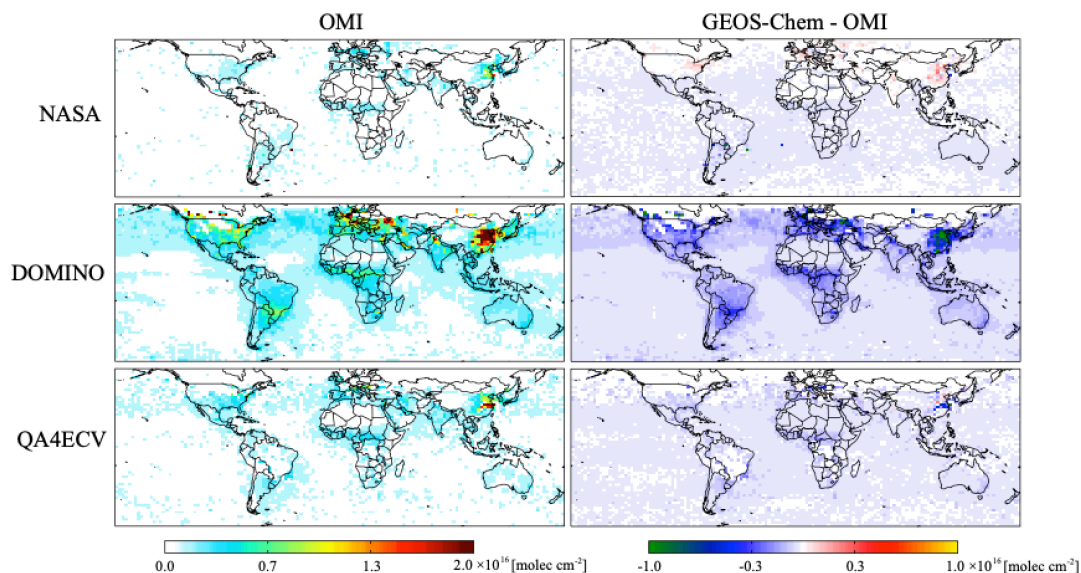 OMI
GEOS-Chem - OMI
NASA
DOMINO
QA4ECV
0.0 0.7 1.3 2.0 ×10¹⁶ [molec cm⁻²]
-1.0 -0.3 0.3 1.0 ×10¹⁶ [molec cm⁻²]